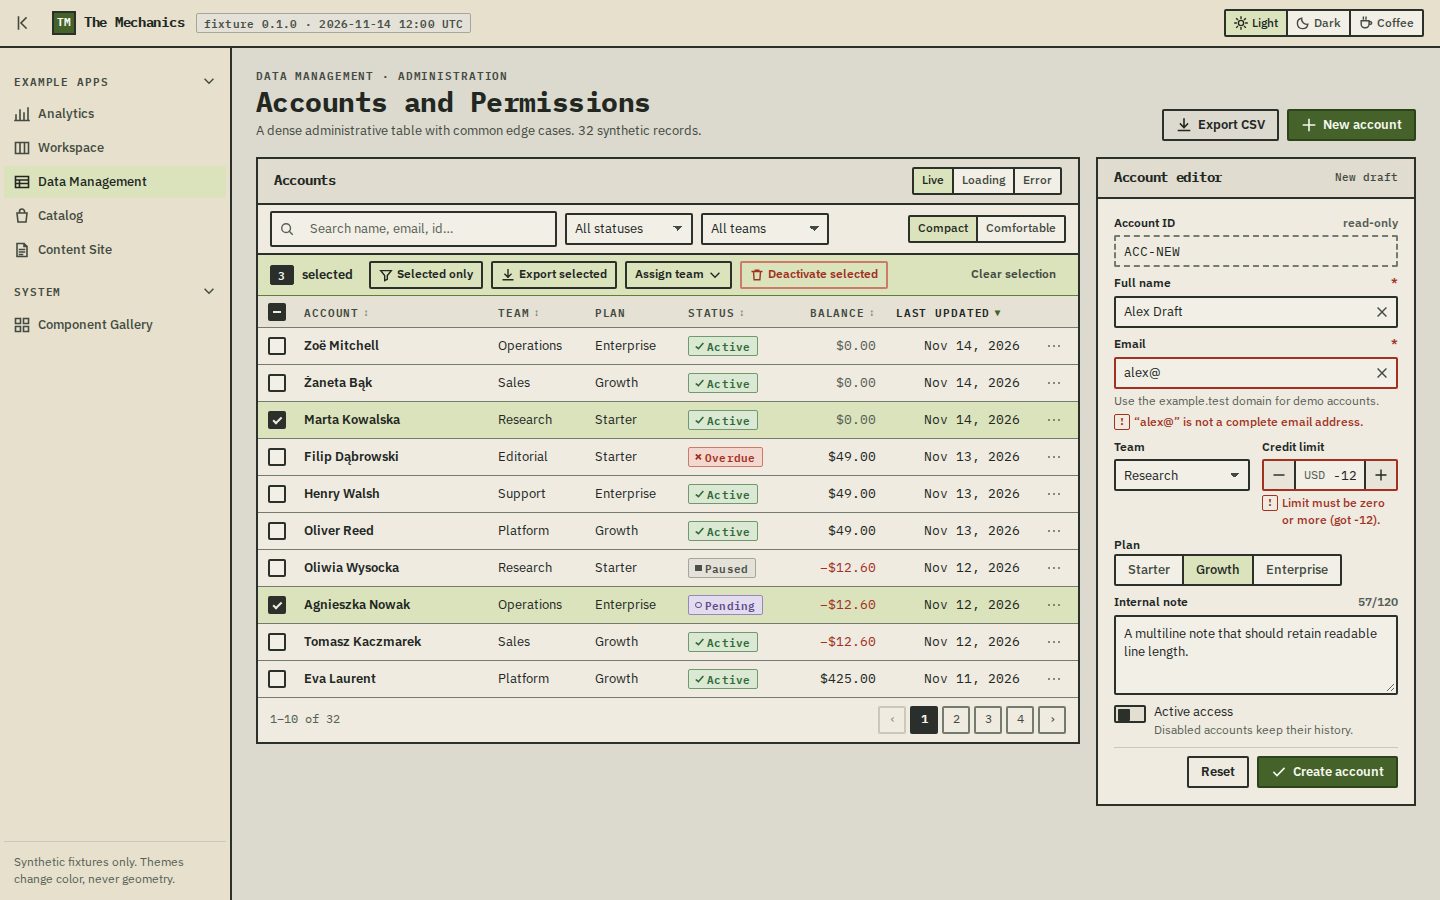 TM The Mechanics fixture 0.1.0 · 2026-11-14 12:00 UTC Light Dark Coffee
EXAMPLE APPS
Analytics
Workspace
Data Management
Catalog
Content Site
SYSTEM
Component Gallery
Synthetic fixtures only. Themes
change color, never geometry.
DATA MANAGEMENT · ADMINISTRATION
Accounts and Permissions
A dense administrative table with common edge cases. 32 synthetic records.
Export CSV New account
Accounts Live Loading Error
Search name, email, id… All statuses All teams Compact Comfortable
3 selected Selected only Export selected Assign team Deactivate selected Clear selection
ACCOUNT ↕ TEAM ↕ PLAN STATUS ↕ BALANCE ↕ LAST UPDATED ▼
Zoë Mitchell Operations Enterprise Active $0.00 Nov 14, 2026 ···
Żaneta Bąk Sales Growth Active $0.00 Nov 14, 2026 ···
Marta Kowalska Research Starter Active $0.00 Nov 14, 2026 ···
Filip Dąbrowski Editorial Starter Overdue $49.00 Nov 13, 2026 ···
Henry Walsh Support Enterprise Active $49.00 Nov 13, 2026 ···
Oliver Reed Platform Growth Active $49.00 Nov 13, 2026 ···
Oliwia Wysocka Research Starter Paused −$12.60 Nov 12, 2026 ···
Agnieszka Nowak Operations Enterprise Pending −$12.60 Nov 12, 2026 ···
Tomasz Kaczmarek Sales Growth Active −$12.60 Nov 12, 2026 ···
Eva Laurent Platform Growth Active $425.00 Nov 11, 2026 ···
1–10 of 32 ‹ 1 2 3 4 ›
Account editor New draft
Account ID read-only
ACC-NEW
Full name *
Alex Draft
Email *
alex@
Use the example.test domain for demo accounts.
! “alex@” is not a complete email address.
Team Credit limit
Research USD -12
! Limit must be zero
or more (got -12).
Plan
Starter Growth Enterprise
Internal note 57/120
A multiline note that should retain readable
line length.
Active access
Disabled accounts keep their history.
Reset Create account